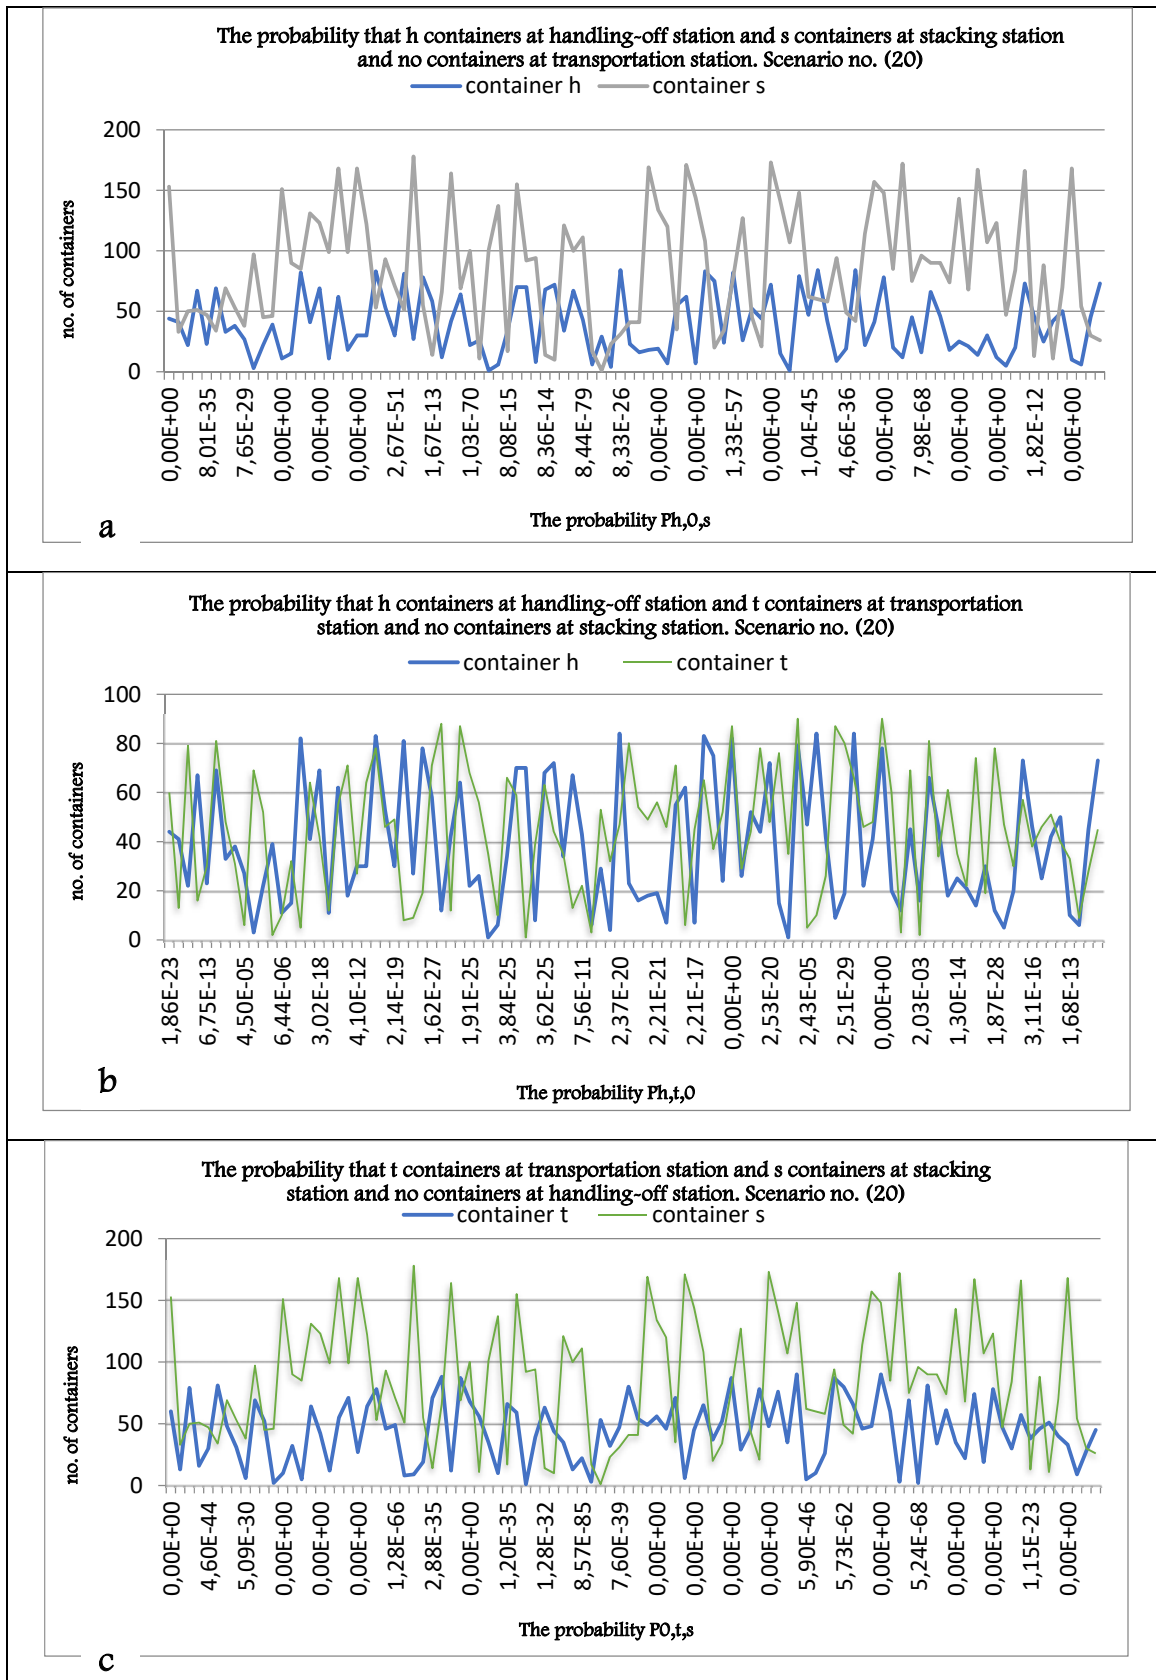 The probability that h containers at handling-off station and s containers at stacking station
and no containers at transportation station. Scenario no. (20)
container h container s
no. of containers
200
150
100
50
0
0,00E+00 8,01E-35 7,65E-29 0,00E+00 0,00E+00 0,00E+00 2,67E-51 1,67E-13 1,03E-70 8,08E-15 8,36E-14 8,44E-79 8,33E-26 0,00E+00 0,00E+00 1,33E-57 0,00E+00 1,04E-45 4,66E-36 0,00E+00 7,98E-68 0,00E+00 0,00E+00 1,82E-12 0,00E+00
The probability Ph,0,s
a
The probability that h containers at handling-off station and t containers at transportation
station and no containers at stacking station. Scenario no. (20)
container h container t
no. of containers
100
80
60
40
20
0
1,86E-23 6,75E-13 4,50E-05 6,44E-06 3,02E-18 4,10E-12 2,14E-19 1,62E-27 1,91E-25 3,84E-25 3,62E-25 7,56E-11 2,37E-20 2,21E-21 2,21E-17 0,00E+00 2,53E-20 2,43E-05 2,51E-29 0,00E+00 2,03E-03 1,30E-14 1,87E-28 3,11E-16 1,68E-13
The probability Ph,t,0
b
The probability that t containers at transportation station and s containers at stacking
station and no containers at handling-off station. Scenario no. (20)
container t container s
no. of containers
200
150
100
50
0
0,00E+00 4,60E-44 5,09E-30 0,00E+00 0,00E+00 0,00E+00 1,28E-66 2,88E-35 0,00E+00 1,20E-35 1,28E-32 8,57E-85 7,60E-39 0,00E+00 0,00E+00 0,00E+00 0,00E+00 5,90E-46 5,73E-62 0,00E+00 5,24E-68 0,00E+00 0,00E+00 1,15E-23 0,00E+00
The probability P0,t,s
c